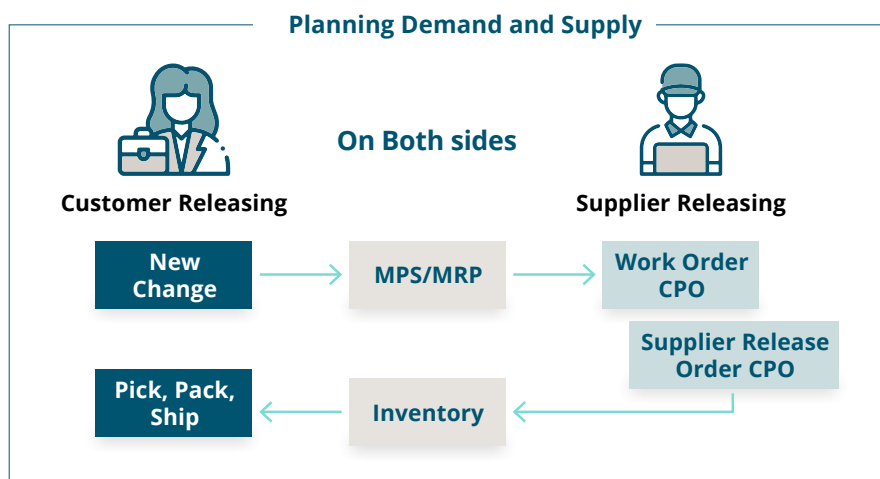 Planning Demand and Supply
On Both sides
Customer Releasing
Supplier Releasing
New
Change
MPS/MRP
Work Order
CPO
Supplier Release
Order CPO
Pick, Pack,
Ship
Inventory